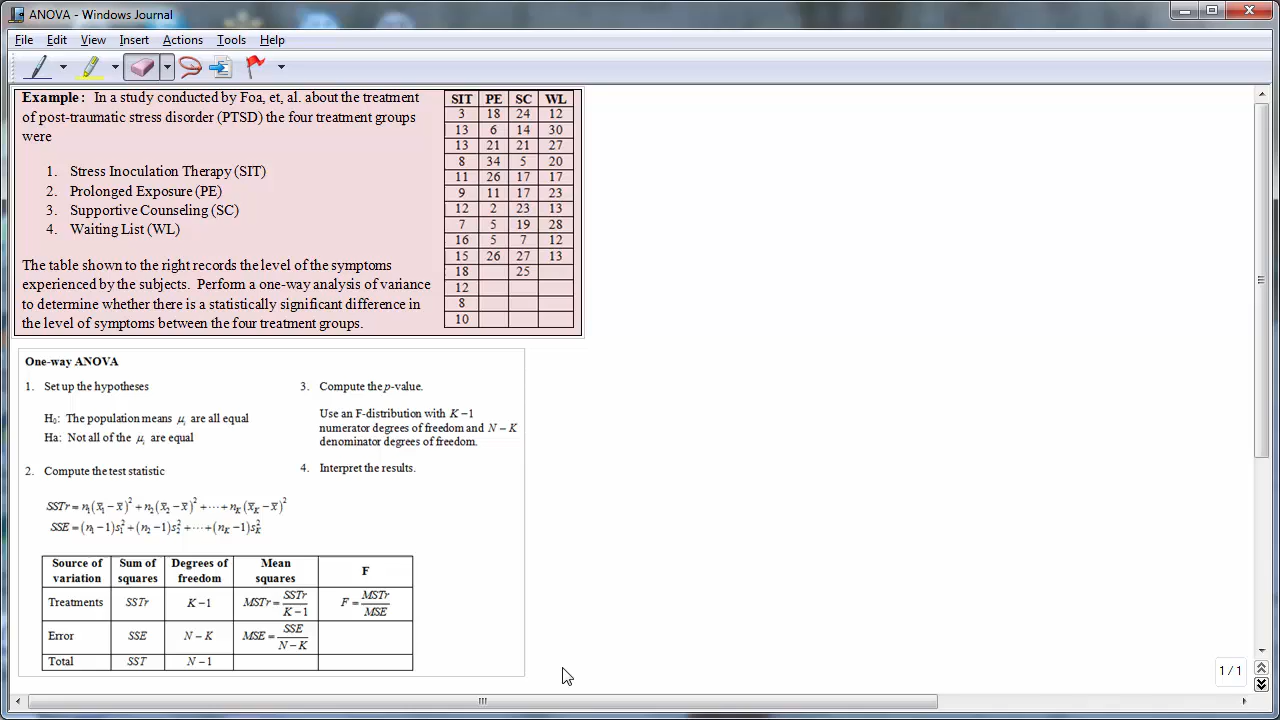 ANOVA - Windows Journal
File Edit View Insert Actions Tools Help
Example: In a study conducted by Foa, et, al. about the treatment
of post-traumatic stress disorder (PTSD) the four treatment groups
were
1. Stress Inoculation Therapy (SIT)
2. Prolonged Exposure (PE)
3. Supportive Counseling (SC)
4. Waiting List (WL)
The table shown to the right records the level of the symptoms
experienced by the subjects. Perform a one-way analysis of variance
to determine whether there is a statistically significant difference in
the level of symptoms between the four treatment groups.
SIT PE SC WL
3 18 24 12
13 6 14 30
13 21 21 27
8 34 5 20
11 26 17 17
9 11 17 23
12 2 23 13
7 5 19 28
16 5 7 12
15 26 27 13
18 25
12
8
10
One-way ANOVA
1. Set up the hypotheses
H₀: The population means μᵢ are all equal
Ha: Not all of the μᵢ are equal
2. Compute the test statistic
SSTr = n₁(x̄₁ − x̄)² + n₂(x̄₂ − x̄)² + ⋯ + n_K(x̄_K − x̄)²
SSE = (n₁ − 1)s₁² + (n₂ − 1)s₂² + ⋯ + (n_K − 1)s_K²
3. Compute the p-value.
Use an F-distribution with K − 1
numerator degrees of freedom and N − K
denominator degrees of freedom.
4. Interpret the results.
Source of variation Sum of squares Degrees of freedom Mean squares F
Treatments SSTr K − 1 MSTr = SSTr / K − 1 F = MSTr / MSE
Error SSE N − K MSE = SSE / N − K
Total SST N − 1
1 / 1